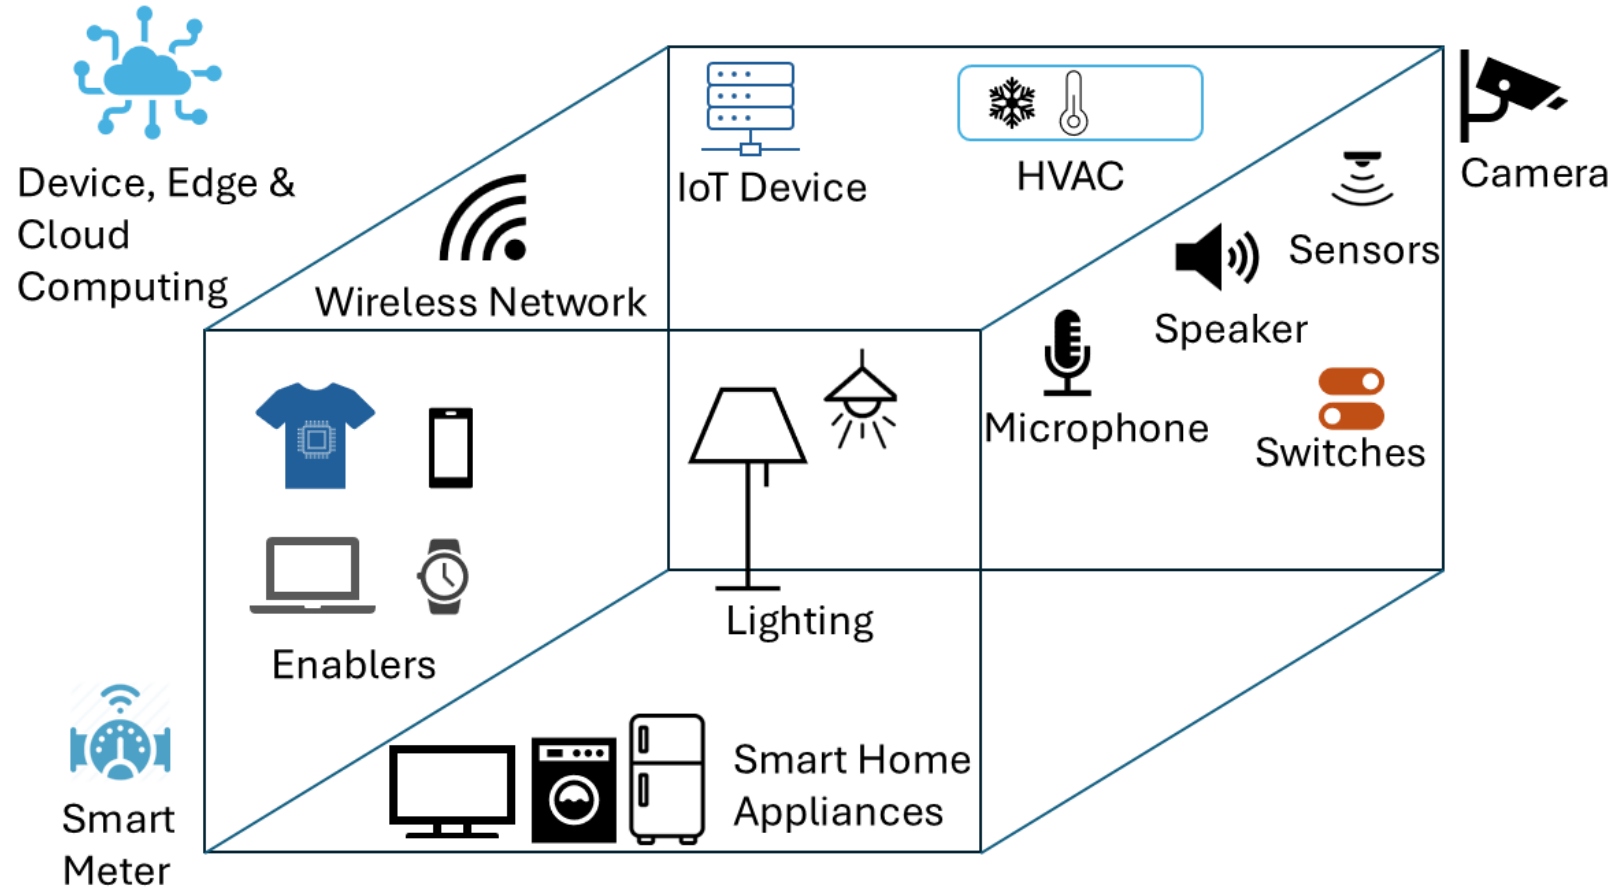 Device, Edge &
Cloud
Computing
Wireless Network
IoT Device
HVAC
Camera
Sensors
Speaker
Microphone
Switches
Lighting
Enablers
Smart Home
Appliances
Smart
Meter